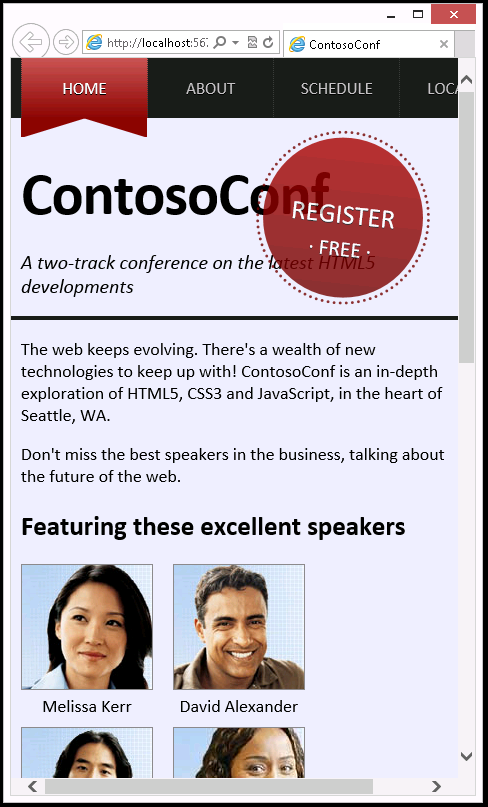 http://localhost:567
ContosoConf
HOME
ABOUT
SCHEDULE
LOCA
ContosoConf
REGISTER
· FREE ·
A two-track conference on the latest HTML5
developments
The web keeps evolving. There's a wealth of new
technologies to keep up with! ContosoConf is an in-depth
exploration of HTML5, CSS3 and JavaScript, in the heart of
Seattle, WA.
Don't miss the best speakers in the business, talking about
the future of the web.
Featuring these excellent speakers
Melissa Kerr
David Alexander